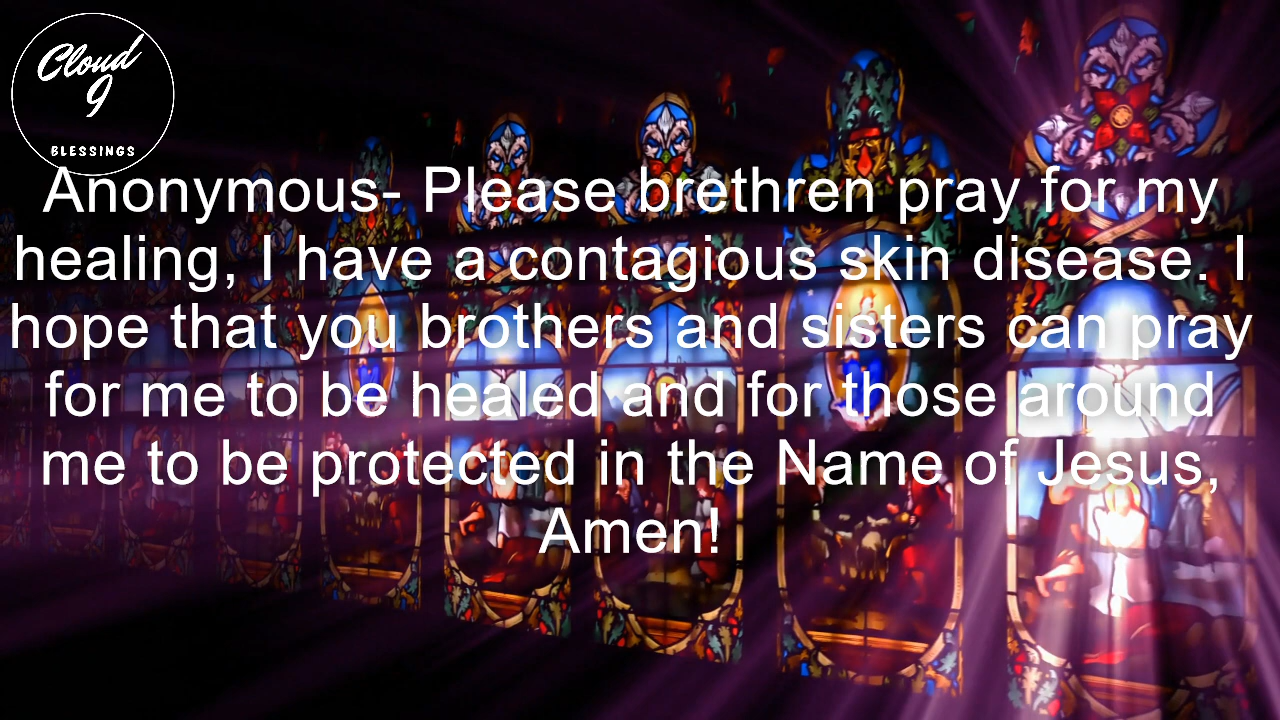 Cloud
9
BLESSINGS
Anonymous- Please brethren pray for my
healing, I have a contagious skin disease. I
hope that you brothers and sisters can pray
for me to be healed and for those around
me to be protected in the Name of Jesus,
Amen!